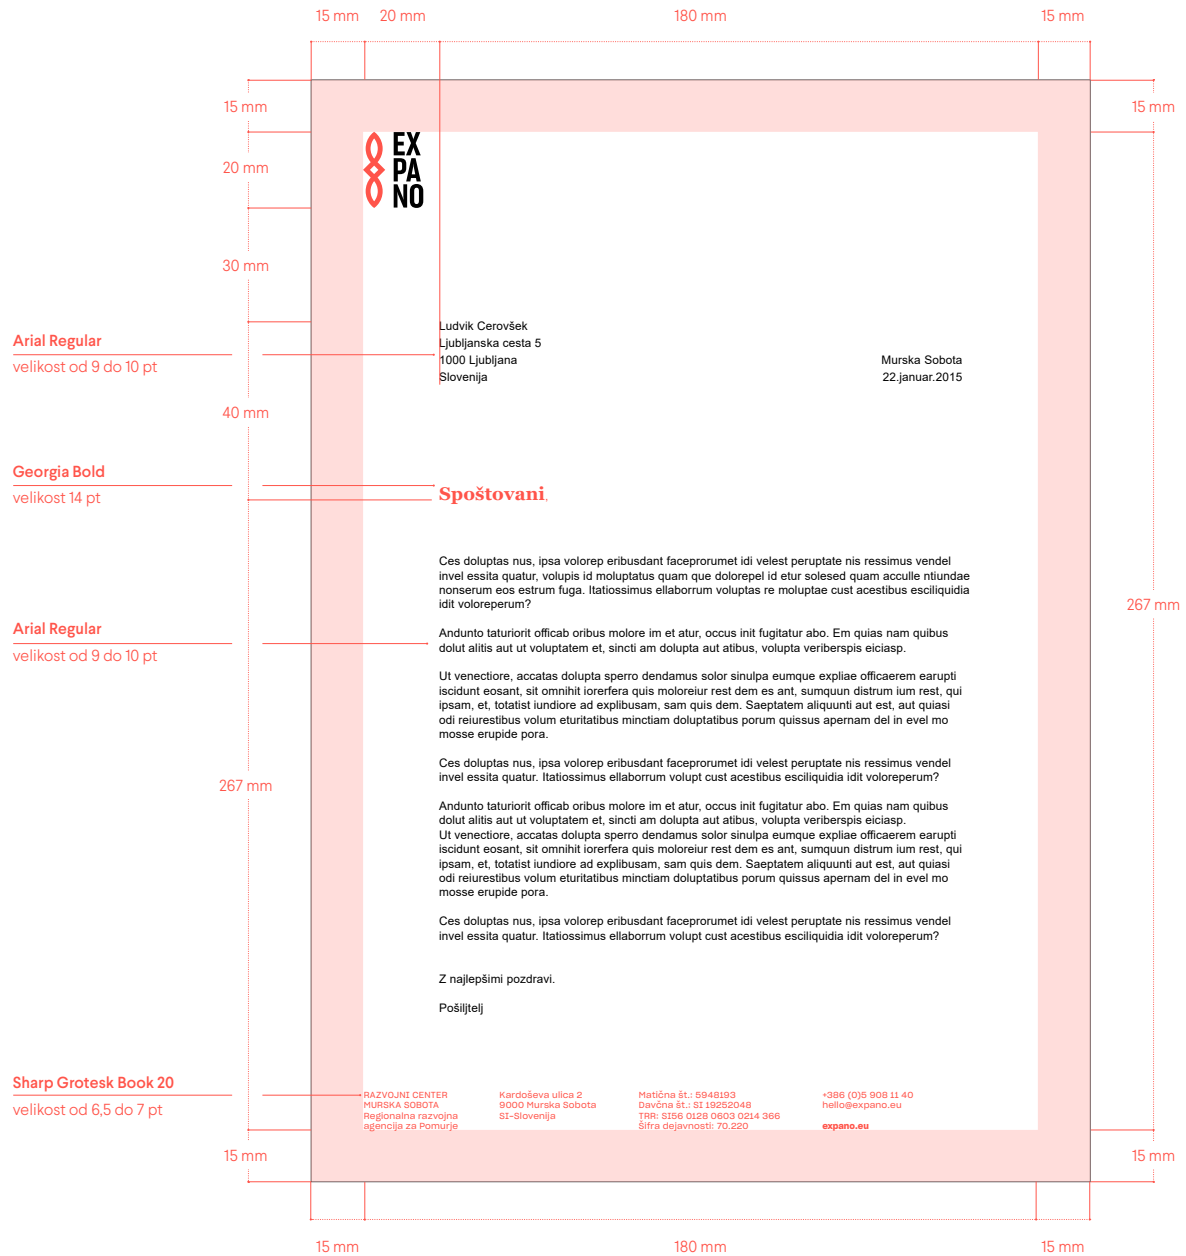 15 mm
20 mm
180 mm
15 mm
15 mm
15 mm
EX
PA
NO
20 mm
30 mm
Ludvik Cerovšek
Ljubljanska cesta 5
1000 Ljubljana
Slovenija
Murska Sobota
22.januar.2015
Arial Regular
velikost od 9 do 10 pt
40 mm
Georgia Bold
velikost 14 pt
Spoštovani,
Ces doluptas nus, ipsa volorep eribusdant faceprorumet idi velest peruptate nis ressimus vendel
invel essita quatur, volupis id moluptatus quam que dolorepel id etur solesed quam acculle ntiundae
nonserum eos estrum fuga. Itatiossimus ellaborrum voluptas re moluptae cust acestibus esciliquidia
idit voloreperum?
267 mm
Arial Regular
velikost od 9 do 10 pt
Andunto taturiorit officab oribus molore im et atur, occus init fugitatur abo. Em quias nam quibus
dolut alitis aut ut voluptatem et, sincti am dolupta aut atibus, volupta veriberspis eiciasp.
Ut venectiore, accatas dolupta sperro dendamus solor sinulpa eumque expliae officaerem earupti
iscidunt eosant, sit omnihit iorerfera quis moloreiur rest dem es ant, sumquun distrum ium rest, qui
ipsam, et, totatist iundiore ad explibusam, sam quis dem. Saeptatem aliquunti aut est, aut quiasi
odi reiurestibus volum eturitatibus minctiam doluptatibus porum quissus apernam del in evel mo
mosse erupide pora.
Ces doluptas nus, ipsa volorep eribusdant faceprorumet idi velest peruptate nis ressimus vendel
invel essita quatur. Itatiossimus ellaborrum volupt cust acestibus esciliquidia idit voloreperum?
267 mm
Andunto taturiorit officab oribus molore im et atur, occus init fugitatur abo. Em quias nam quibus
dolut alitis aut ut voluptatem et, sincti am dolupta aut atibus, volupta veriberspis eiciasp.
Ut venectiore, accatas dolupta sperro dendamus solor sinulpa eumque expliae officaerem earupti
iscidunt eosant, sit omnihit iorerfera quis moloreiur rest dem es ant, sumquun distrum ium rest, qui
ipsam, et, totatist iundiore ad explibusam, sam quis dem. Saeptatem aliquunti aut est, aut quiasi
odi reiurestibus volum eturitatibus minctiam doluptatibus porum quissus apernam del in evel mo
mosse erupide pora.
Ces doluptas nus, ipsa volorep eribusdant faceprorumet idi velest peruptate nis ressimus vendel
invel essita quatur. Itatiossimus ellaborrum volupt cust acestibus esciliquidia idit voloreperum?
Z najlepšimi pozdravi.
Pošiljtelj
Sharp Grotesk Book 20
velikost od 6,5 do 7 pt
RAZVOJNI CENTER
MURSKA SOBOTA
Regionalna razvojna
agencija za Pomurje
Kardoševa ulica 2
9000 Murska Sobota
SI-Slovenija
Matična št.: 5948193
Davčna št.: SI 19252048
TRR: SI56 0128 0603 0214 366
Šifra dejavnosti: 70.220
+386 (0)5 908 11 40
hello@expano.eu
expano.eu
15 mm
15 mm
15 mm
180 mm
15 mm